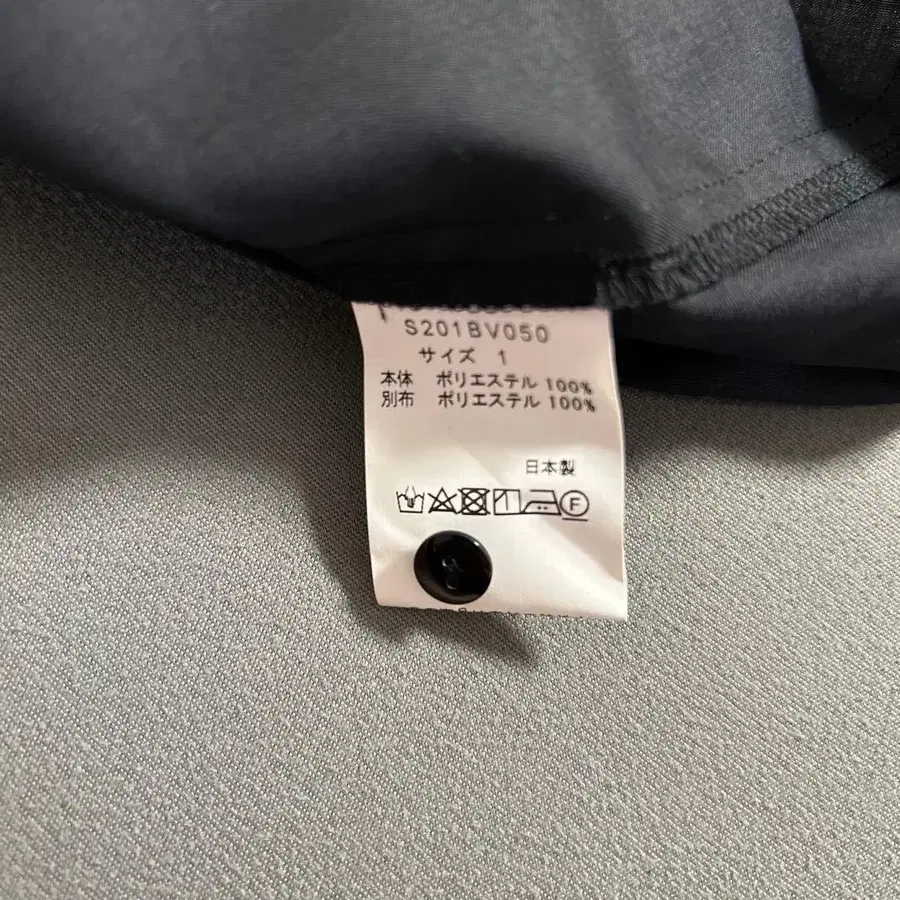 S201BV050
サイズ 1
本体 ポリエステル 100%
別布 ポリエステル 100%
日本製
F